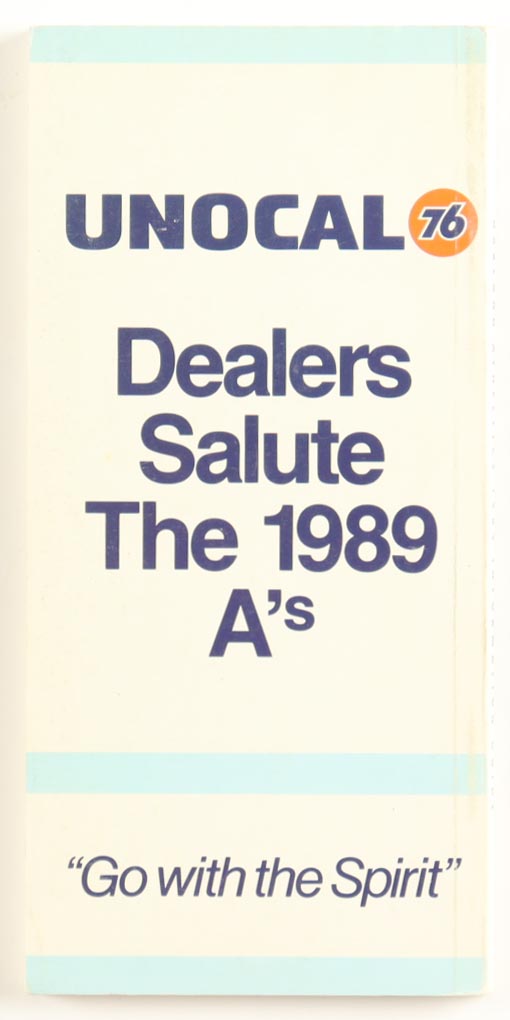 UNOCAL 76
Dealers
Salute
The 1989
A's
“Go with the Spirit”